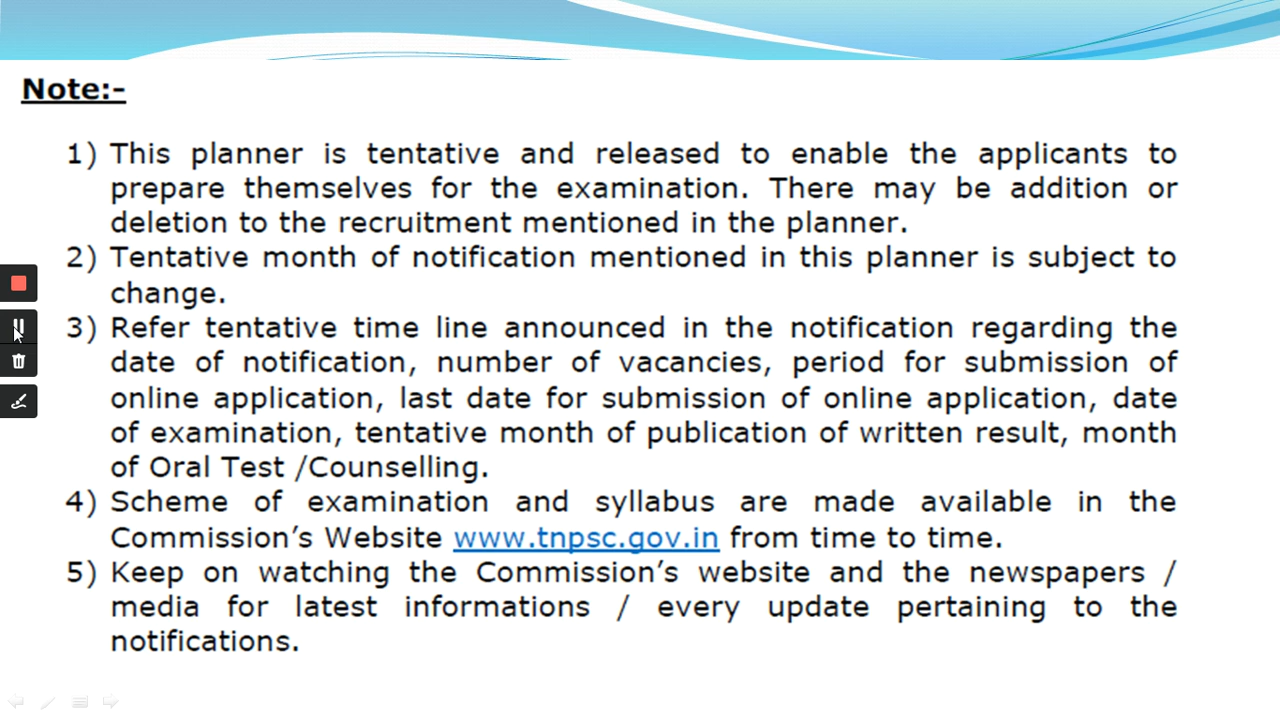 Note:-
1) This planner is tentative and released to enable the applicants to
prepare themselves for the examination. There may be addition or
deletion to the recruitment mentioned in the planner.
2) Tentative month of notification mentioned in this planner is subject to
change.
3) Refer tentative time line announced in the notification regarding the
date of notification, number of vacancies, period for submission of
online application, last date for submission of online application, date
of examination, tentative month of publication of written result, month
of Oral Test /Counselling.
4) Scheme of examination and syllabus are made available in the
Commission’s Website www.tnpsc.gov.in from time to time.
5) Keep on watching the Commission’s website and the newspapers /
media for latest informations / every update pertaining to the
notifications.